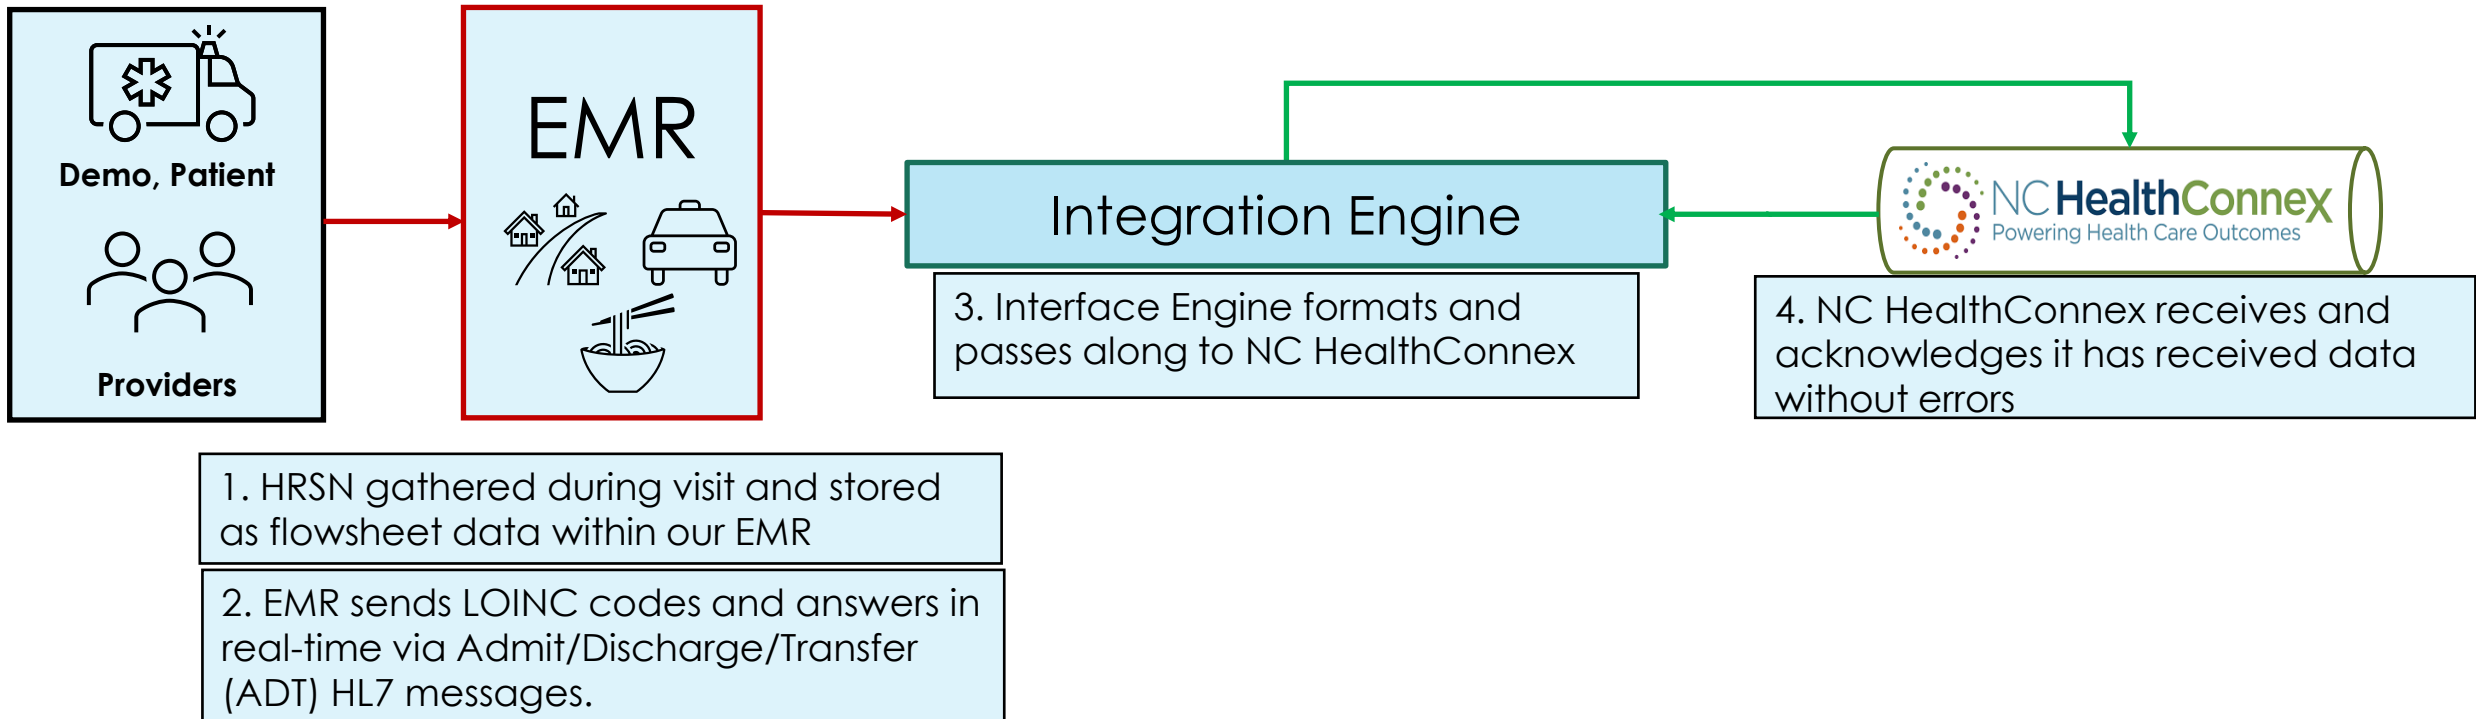 Demo, Patient
Providers
EMR
Integration Engine
NC HealthConnex
Powering Health Care Outcomes
3. Interface Engine formats and
passes along to NC HealthConnex
4. NC HealthConnex receives and
acknowledges it has received data
without errors
1. HRSN gathered during visit and stored
as flowsheet data within our EMR
2. EMR sends LOINC codes and answers in
real-time via Admit/Discharge/Transfer
(ADT) HL7 messages.